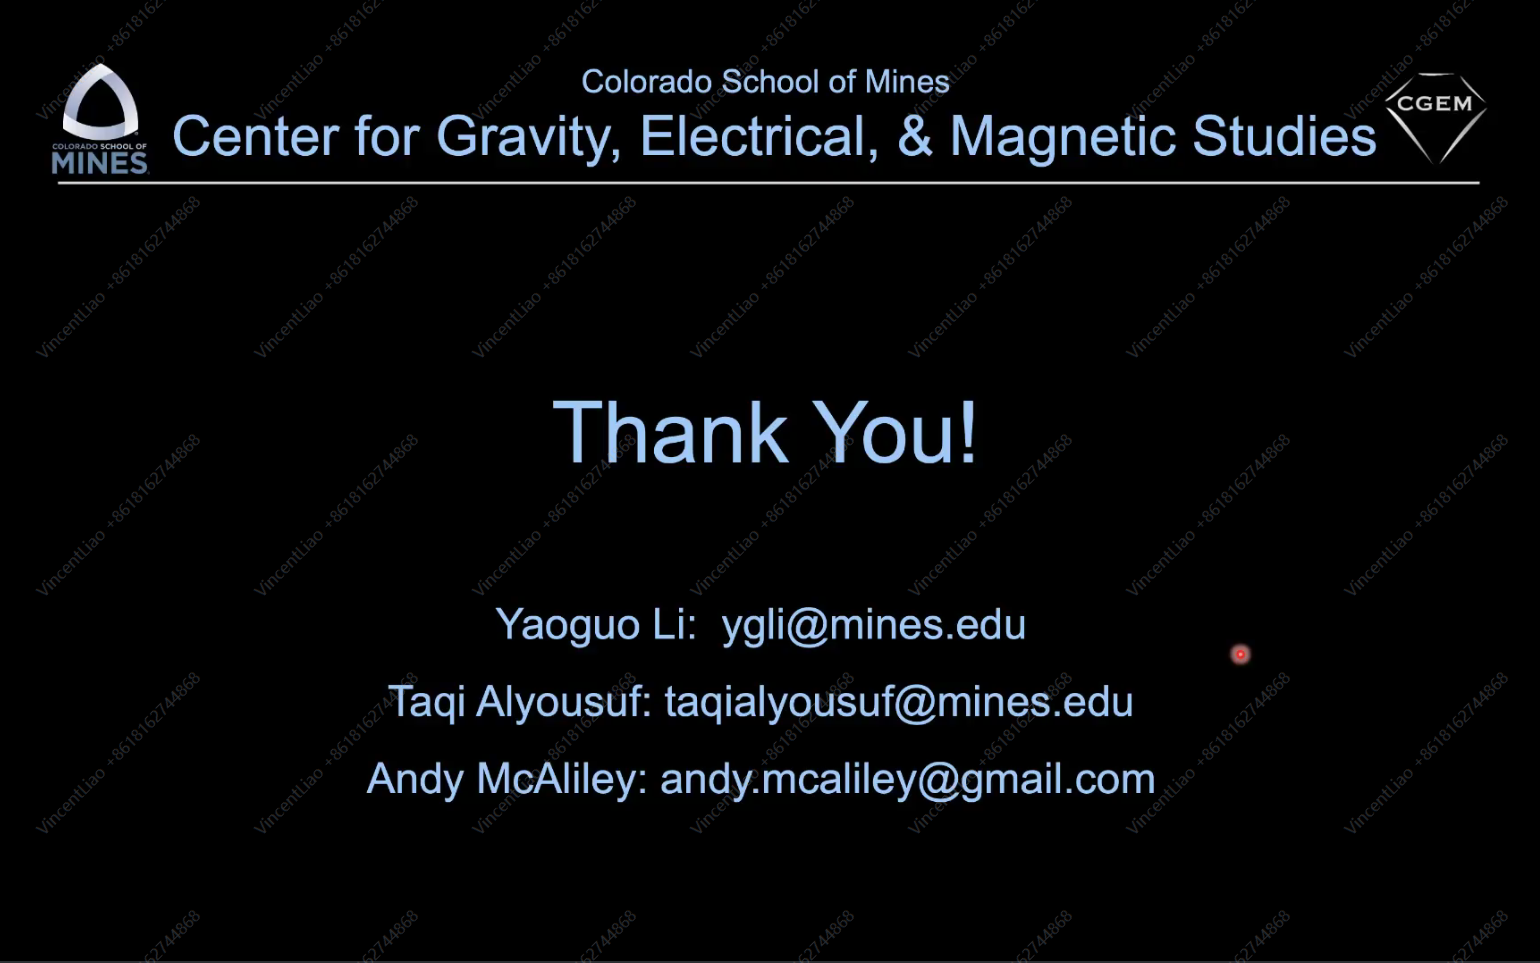 Colorado School of Mines
Center for Gravity, Electrical, & Magnetic Studies
COLORADO SCHOOL OF
MINES
CGEM
Thank You!
Yaoguo Li: ygli@mines.edu
Taqi Alyousuf: taqialyousuf@mines.edu
Andy McAliley: andy.mcaliley@gmail.com
VincentLiao +8618162744868